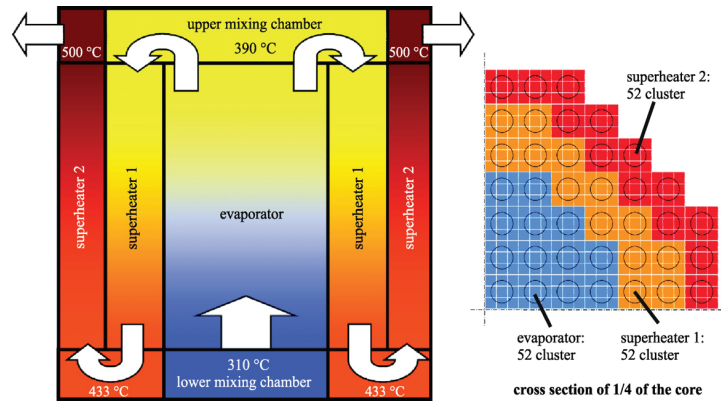 upper mixing chamber
500 °C
390 °C
500 °C
superheater 2
superheater 1
evaporator
superheater 1
superheater 2
310 °C
433 °C
lower mixing chamber
433 °C
superheater 2:
52 cluster
evaporator:
52 cluster
superheater 1:
52 cluster
cross section of 1/4 of the core